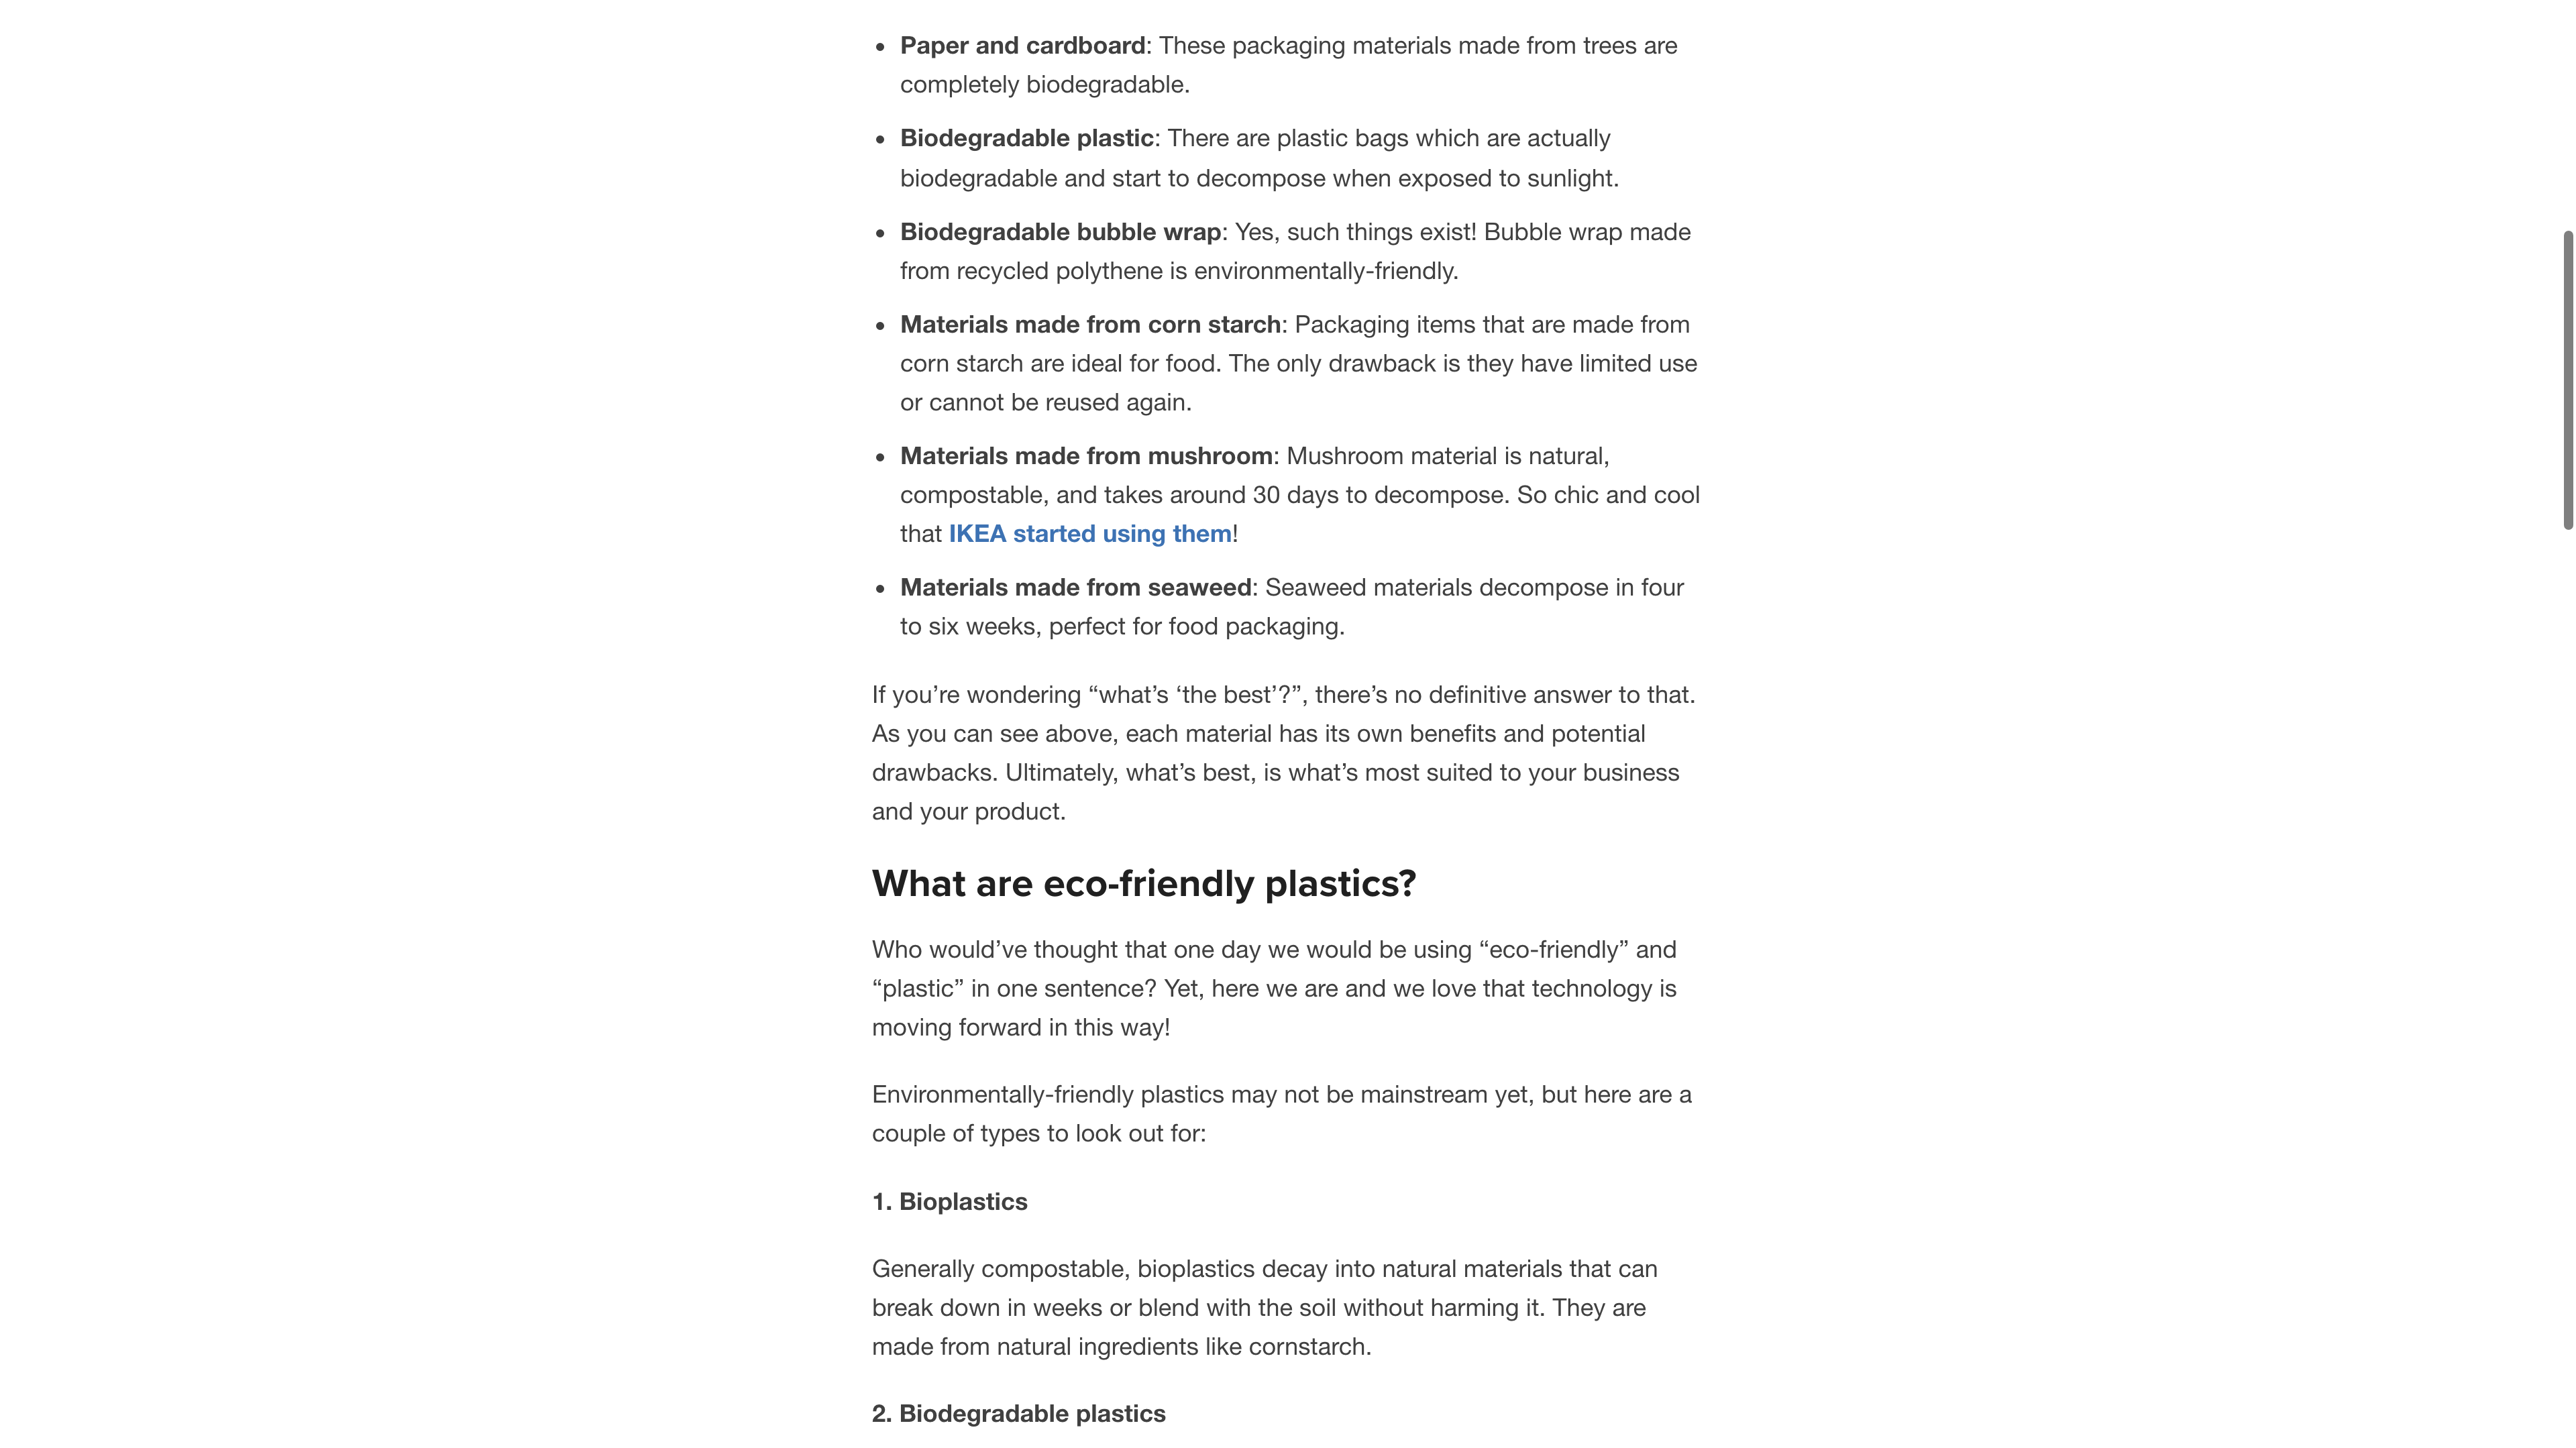 • Paper and cardboard: These packaging materials made from trees are
completely biodegradable.
• Biodegradable plastic: There are plastic bags which are actually
biodegradable and start to decompose when exposed to sunlight.
• Biodegradable bubble wrap: Yes, such things exist! Bubble wrap made
from recycled polythene is environmentally-friendly.
• Materials made from corn starch: Packaging items that are made from
corn starch are ideal for food. The only drawback is they have limited use
or cannot be reused again.
• Materials made from mushroom: Mushroom material is natural,
compostable, and takes around 30 days to decompose. So chic and cool
that IKEA started using them!
• Materials made from seaweed: Seaweed materials decompose in four
to six weeks, perfect for food packaging.
If you’re wondering “what’s ‘the best’?”, there’s no definitive answer to that.
As you can see above, each material has its own benefits and potential
drawbacks. Ultimately, what’s best, is what’s most suited to your business
and your product.
What are eco-friendly plastics?
Who would’ve thought that one day we would be using “eco-friendly” and
“plastic” in one sentence? Yet, here we are and we love that technology is
moving forward in this way!
Environmentally-friendly plastics may not be mainstream yet, but here are a
couple of types to look out for:
1. Bioplastics
Generally compostable, bioplastics decay into natural materials that can
break down in weeks or blend with the soil without harming it. They are
made from natural ingredients like cornstarch.
2. Biodegradable plastics